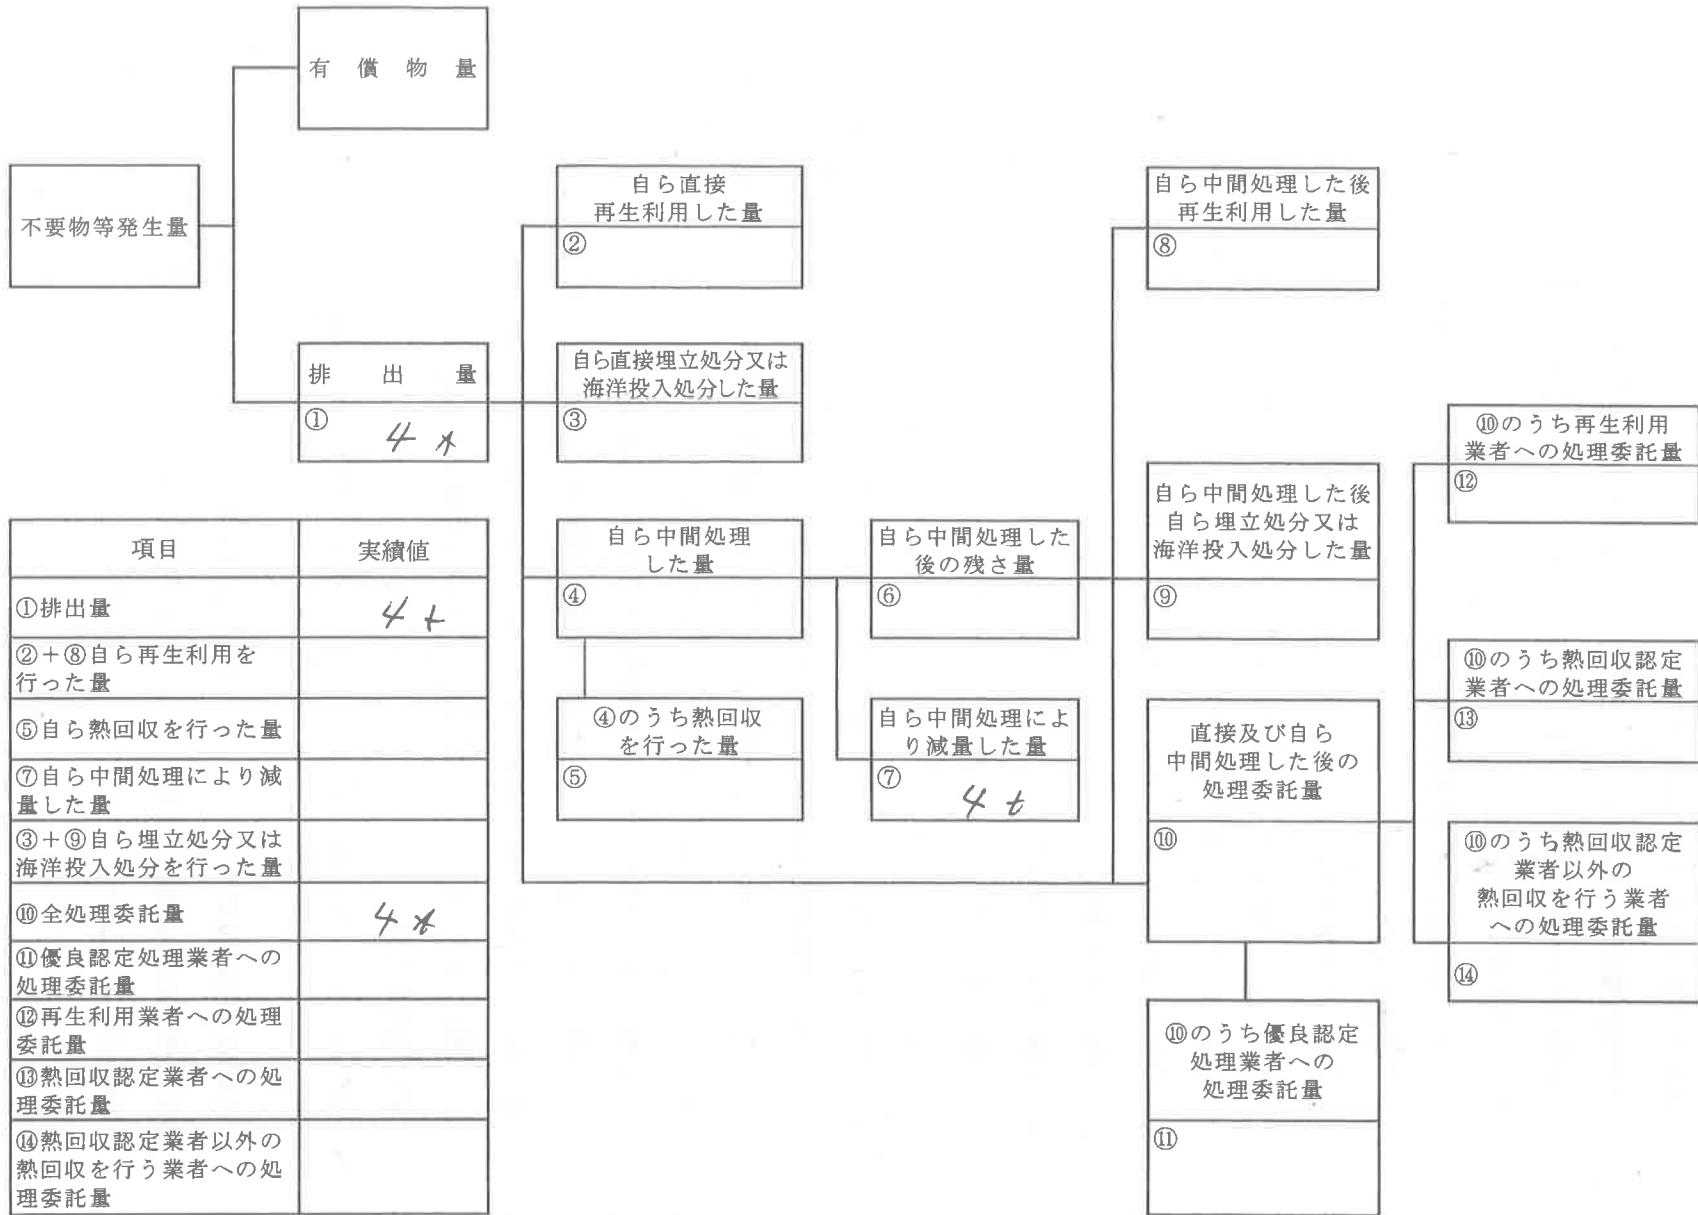 有償物量
不要物等発生量
排出量
①
4 t
自ら直接
再生利用した量
②
自ら直接埋立処分又は
海洋投入処分した量
③
自ら中間処理
した量
④
④のうち熱回収
を行った量
⑤
自ら中間処理した
後の残さ量
⑥
自ら中間処理によ
り減量した量
⑦
4 t
自ら中間処理した後
再生利用した量
⑧
自ら中間処理した後
自ら埋立処分又は
海洋投入処分した量
⑨
直接及び自ら
中間処理した後の
処理委託量
⑩
⑩のうち優良認定
処理業者への
処理委託量
⑪
⑩のうち再生利用
業者への処理委託量
⑫
⑩のうち熱回収認定
業者への処理委託量
⑬
⑩のうち熱回収認定
業者以外の
熱回収を行う業者
への処理委託量
⑭
項目 実績値
①排出量 4 t
②+⑧自ら再生利用を
行った量
⑤自ら熱回収を行った量
⑦自ら中間処理により減
量した量
③+⑨自ら埋立処分又は
海洋投入処分を行った量
⑩全処理委託量 4 t
⑪優良認定処理業者への
処理委託量
⑫再生利用業者への処理
委託量
⑬熱回収認定業者への処
理委託量
⑭熱回収認定業者以外の
熱回収を行う業者への処
理委託量